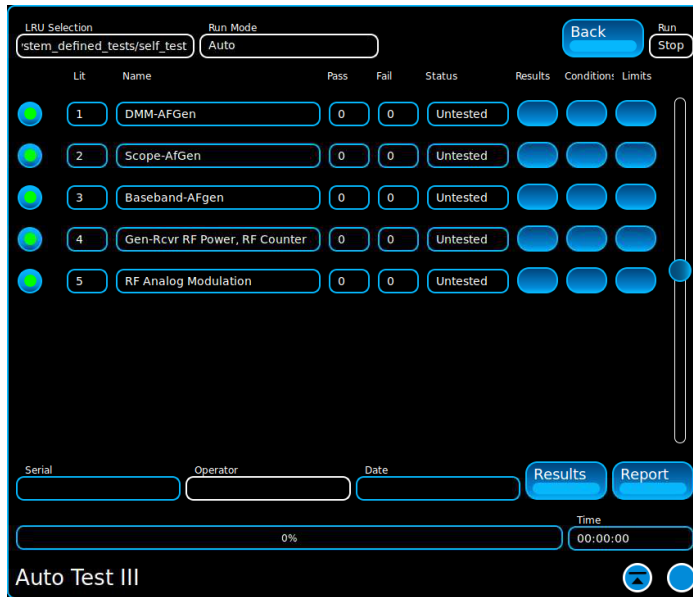 LRU Selection Run Mode Back Run
stem_defined_tests/self_test Auto Stop
Lit Name Pass Fail Status Results Condition: Limits
1 DMM-AFGen 0 0 Untested
2 Scope-AfGen 0 0 Untested
3 Baseband-AFgen 0 0 Untested
4 Gen-Rcvr RF Power, RF Counter 0 0 Untested
5 RF Analog Modulation 0 0 Untested
Serial Operator Date Results Report
Time
0% 00:00:00
Auto Test III